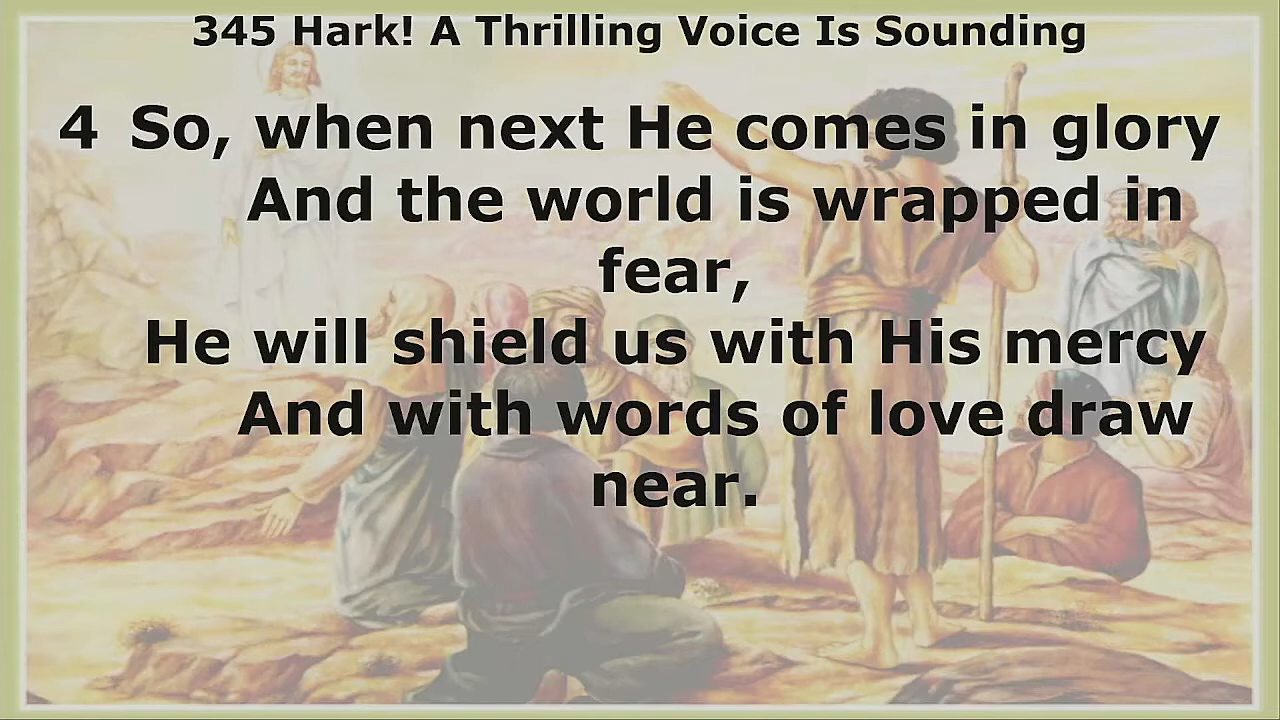 345 Hark! A Thrilling Voice Is Sounding
4 So, when next He comes in glory
And the world is wrapped in
fear,
He will shield us with His mercy
And with words of love draw
near.